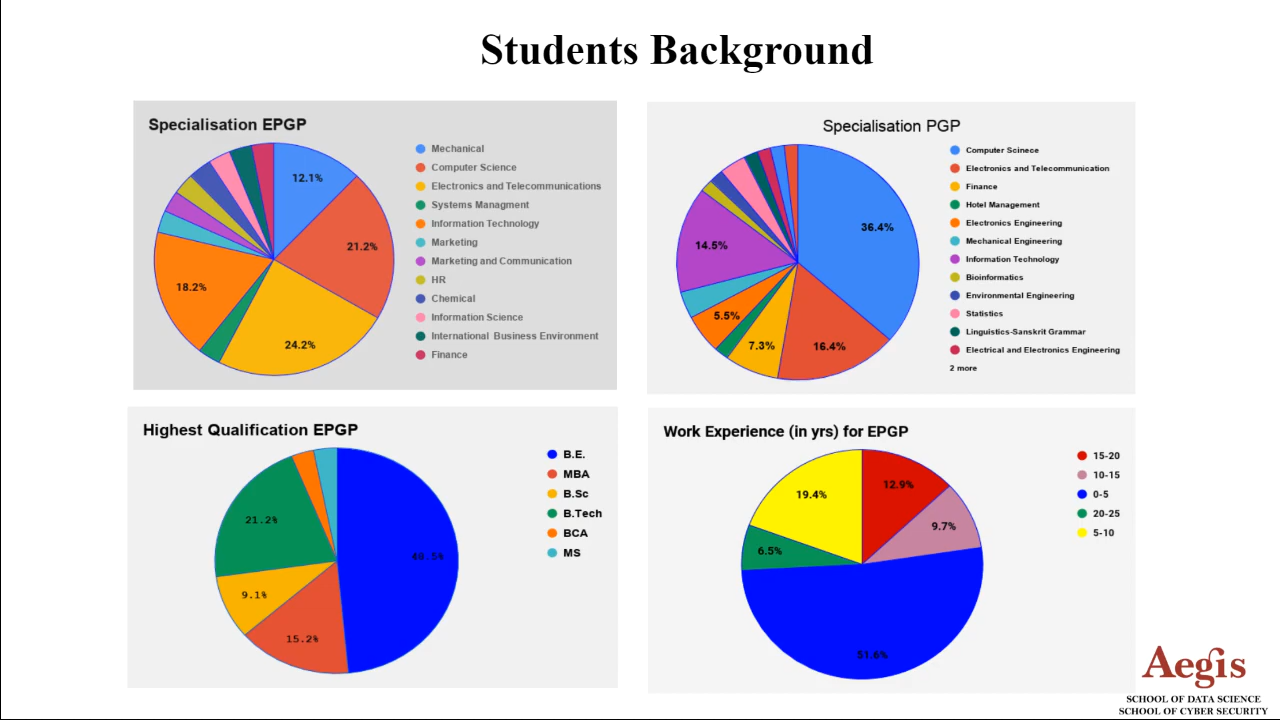 Students Background
Specialisation EPGP
Mechanical
Computer Science
Electronics and Telecommunications
Systems Managment
Information Technology
Marketing
Marketing and Communication
HR
Chemical
Information Science
International Business Environment
Finance
12.1%
21.2%
24.2%
18.2%
Specialisation PGP
Computer Scinece
Electronics and Telecommunication
Finance
Hotel Management
Electronics Engineering
Mechanical Engineering
Information Technology
Bioinformatics
Environmental Engineering
Statistics
Linguistics-Sanskrit Grammar
Electrical and Electronics Engineering
2 more
36.4%
16.4%
7.3%
5.5%
14.5%
Highest Qualification EPGP
B.E.
MBA
B.Sc
B.Tech
BCA
MS
48.5%
15.2%
9.1%
21.2%
Work Experience (in yrs) for EPGP
15-20
10-15
0-5
20-25
5-10
12.9%
9.7%
51.6%
6.5%
19.4%
Aegis
SCHOOL OF DATA SCIENCE
SCHOOL OF CYBER SECURITY